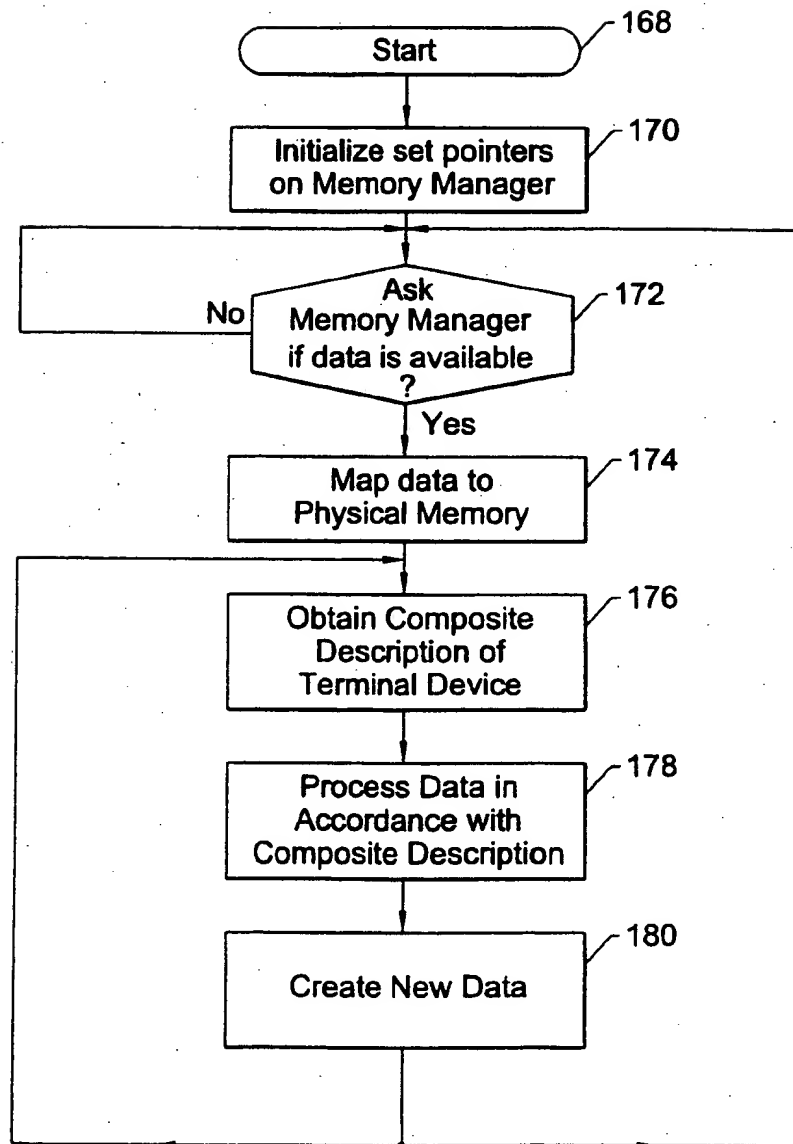 Start
168
Initialize set pointers
on Memory Manager
170
Ask
Memory Manager
if data is available
?
172
No
Yes
Map data to
Physical Memory
174
Obtain Composite
Description of
Terminal Device
176
Process Data in
Accordance with
Composite Description
178
Create New Data
180